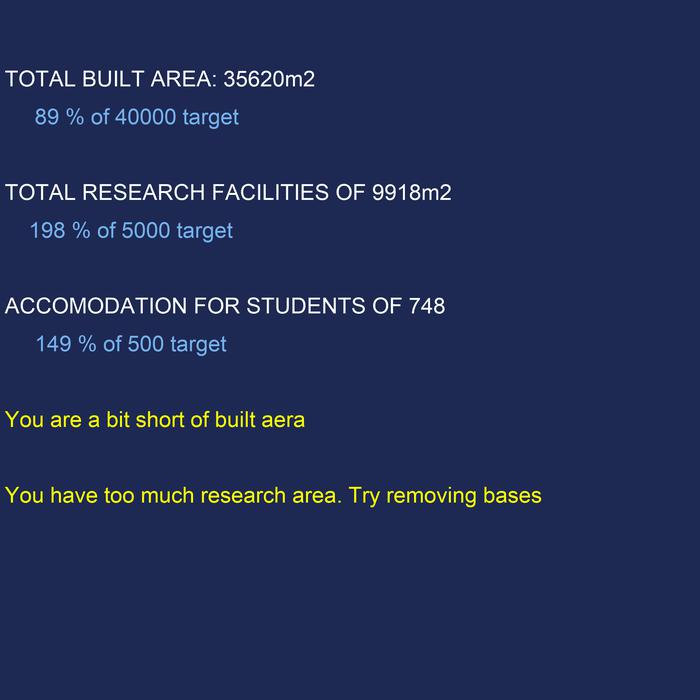 TOTAL BUILT AREA: 35620m2
89 % of 40000 target
TOTAL RESEARCH FACILITIES OF 9918m2
198 % of 5000 target
ACCOMODATION FOR STUDENTS OF 748
149 % of 500 target
You are a bit short of built aera
You have too much research area. Try removing bases